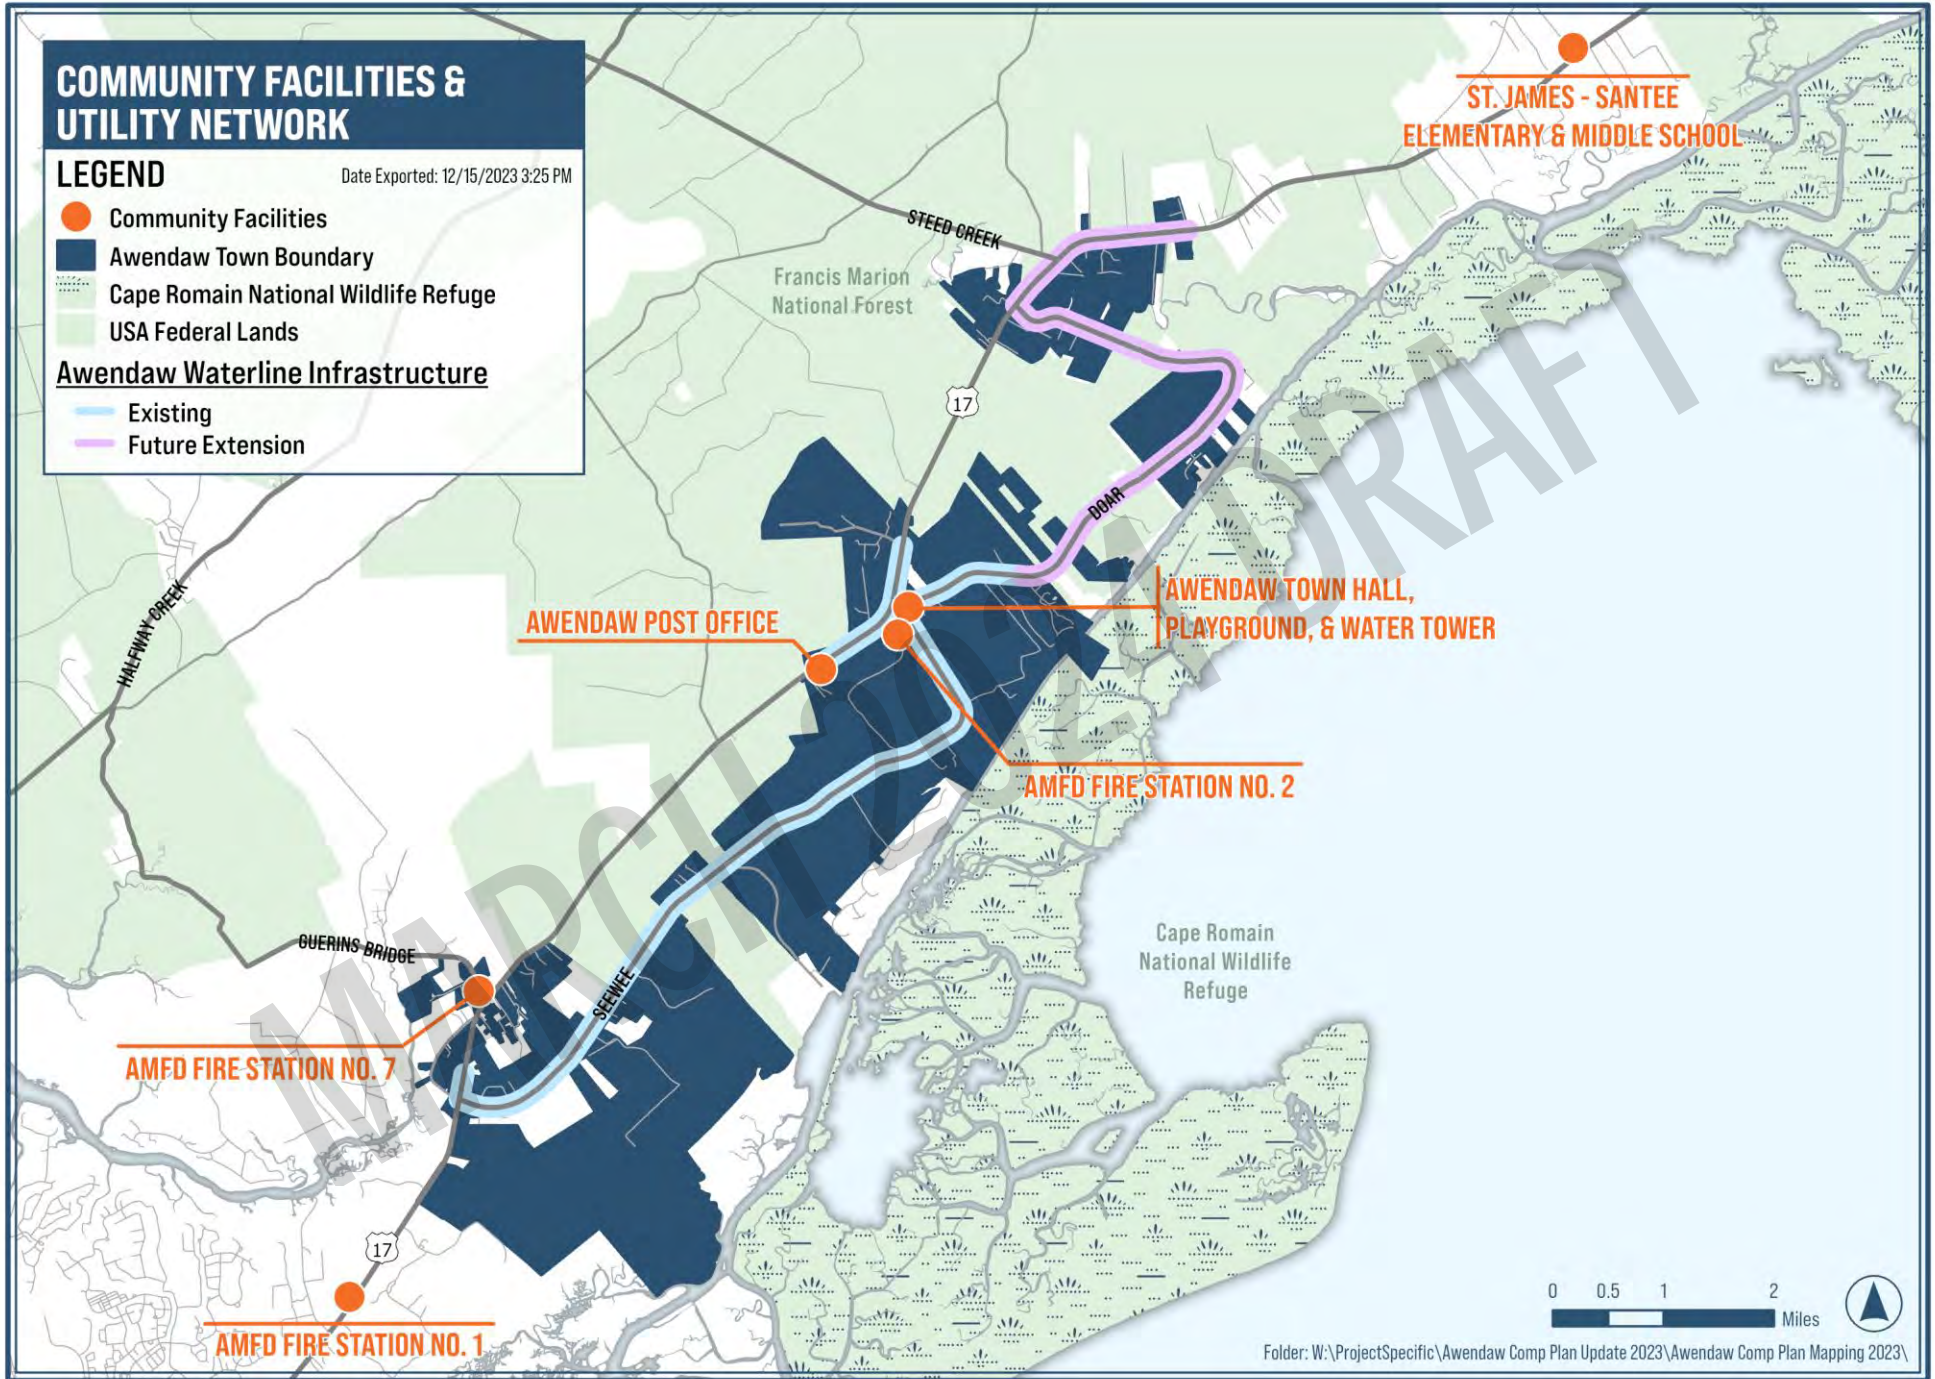 COMMUNITY FACILITIES &
UTILITY NETWORK
LEGEND
Date Exported: 12/15/2023 3:25 PM
Community Facilities
Awendaw Town Boundary
Cape Romain National Wildlife Refuge
USA Federal Lands
Awendaw Waterline Infrastructure
Existing
Future Extension
ST. JAMES - SANTEE
ELEMENTARY & MIDDLE SCHOOL
STEED CREEK
Francis Marion
National Forest
17
DOAR
HALFWAY CREEK
AWENDAW POST OFFICE
AWENDAW TOWN HALL,
PLAYGROUND, & WATER TOWER
AMFD FIRE STATION NO. 2
MARCH 2024 DRAFT
Cape Romain
National Wildlife
Refuge
GUERINS BRIDGE
SEEWEE
AMFD FIRE STATION NO. 7
17
AMFD FIRE STATION NO. 1
0 0.5 1 2
Miles
Folder: W:\ProjectSpecific\Awendaw Comp Plan Update 2023\Awendaw Comp Plan Mapping 2023\